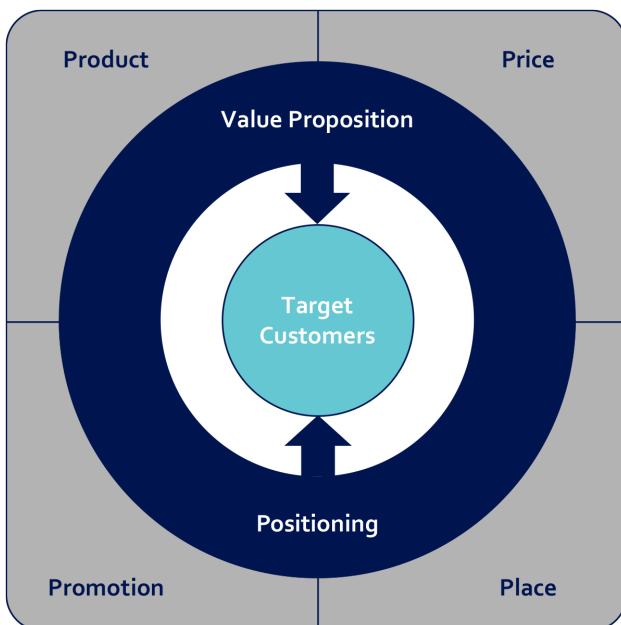 Product
Price
Value Proposition
Target
Customers
Positioning
Promotion
Place